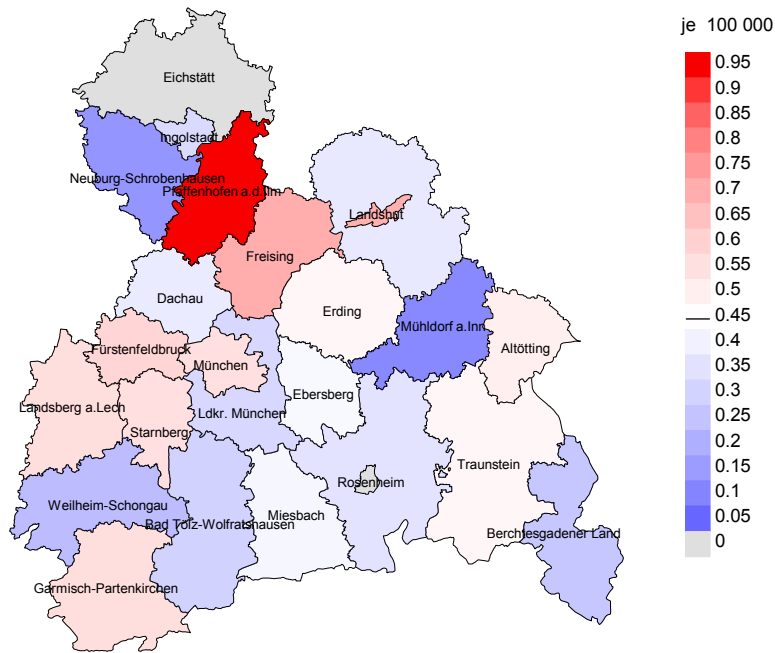 je 100 000
0.95
0.9
0.85
0.8
0.75
0.7
0.65
0.6
0.55
0.5
0.45
0.4
0.35
0.3
0.25
0.2
0.15
0.1
0.05
0
Eichstätt
Ingolstadt
Neuburg-Schrobenhausen
Pfaffenhofen a.d.Ilm
Landshut
Freising
Dachau
Erding
Mühldorf a.Inn
Altötting
Fürstenfeldbruck
München
Ebersberg
Landsberg a.Lech
Starnberg
Ldkr. München
Traunstein
Rosenheim
Weilheim-Schongau
Miesbach
Bad Tölz-Wolfratshausen
Berchtesgadener Land
Garmisch-Partenkirchen